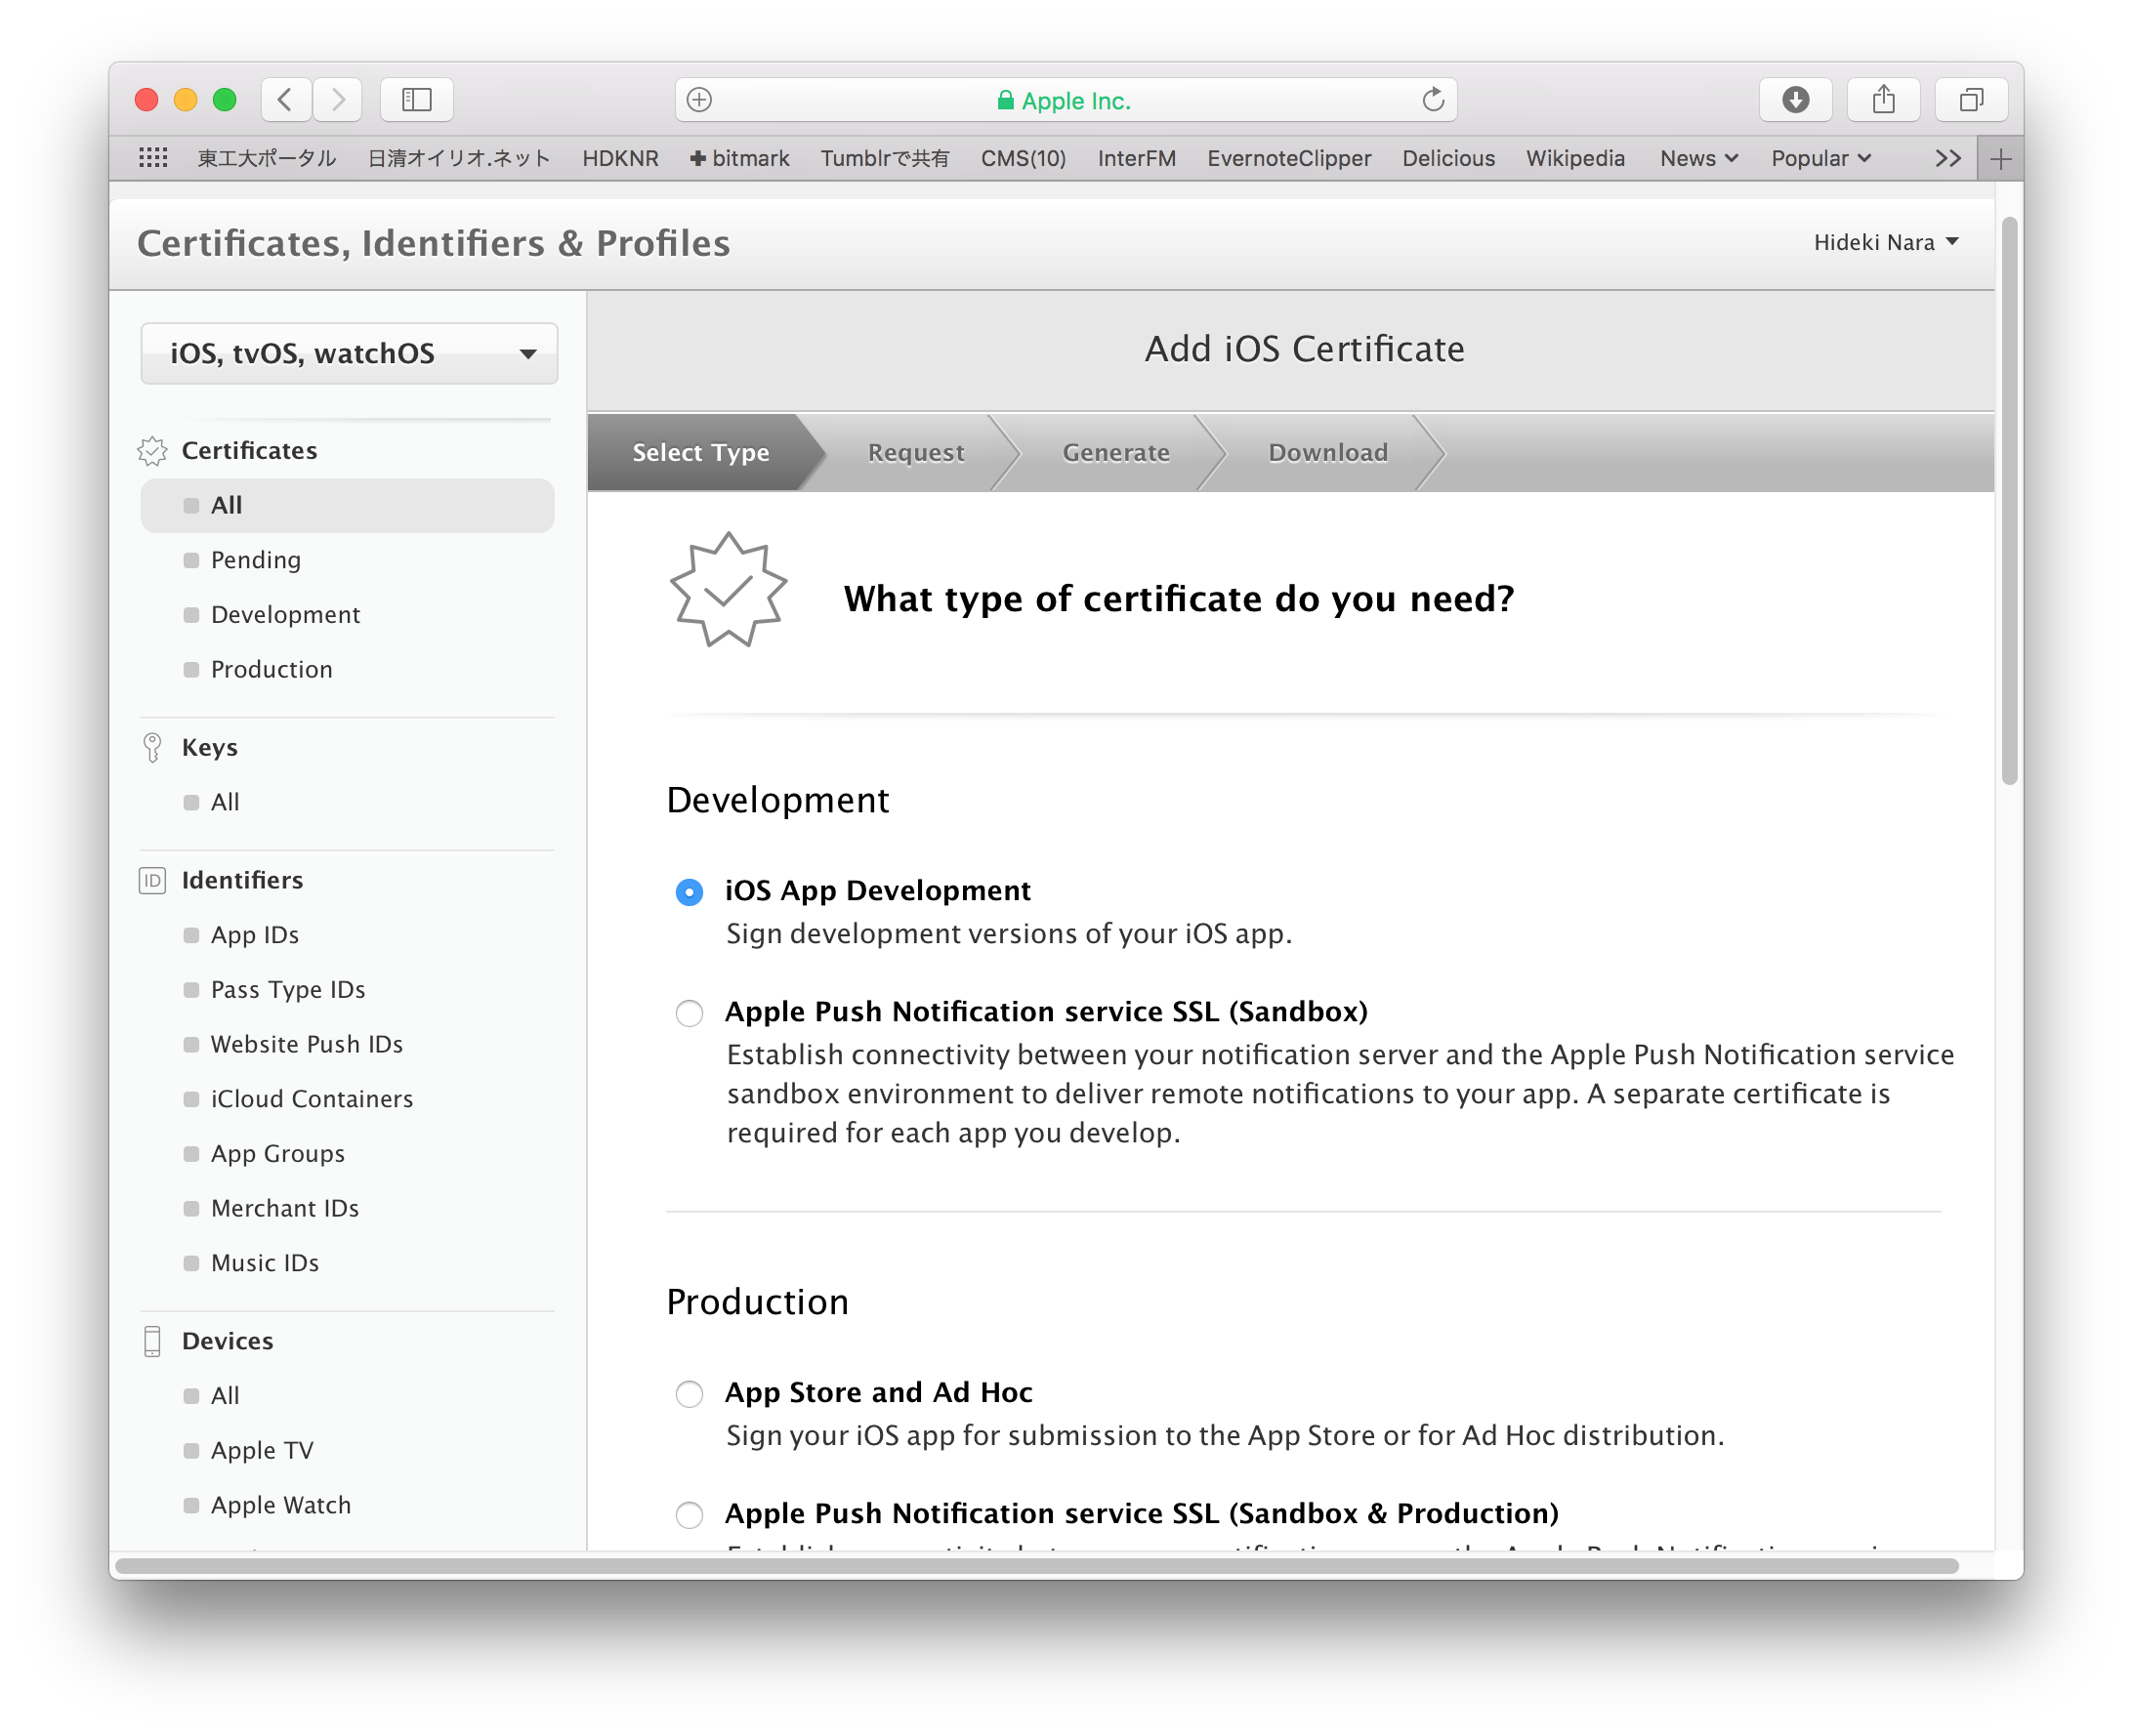 Apple Inc.
東工大ポータル 日清オイリオ.ネット HDKNR bitmark Tumblrで共有 CMS(10) InterFM EvernoteClipper Delicious Wikipedia News Popular
Certificates, Identifiers & Profiles
Hideki Nara
iOS, tvOS, watchOS
Certificates
All
Pending
Development
Production
Keys
All
ID Identifiers
App IDs
Pass Type IDs
Website Push IDs
iCloud Containers
App Groups
Merchant IDs
Music IDs
Devices
All
Apple TV
Apple Watch
Add iOS Certificate
Select Type Request Generate Download
What type of certificate do you need?
Development
iOS App Development
Sign development versions of your iOS app.
Apple Push Notification service SSL (Sandbox)
Establish connectivity between your notification server and the Apple Push Notification service
sandbox environment to deliver remote notifications to your app. A separate certificate is
required for each app you develop.
Production
App Store and Ad Hoc
Sign your iOS app for submission to the App Store or for Ad Hoc distribution.
Apple Push Notification service SSL (Sandbox & Production)